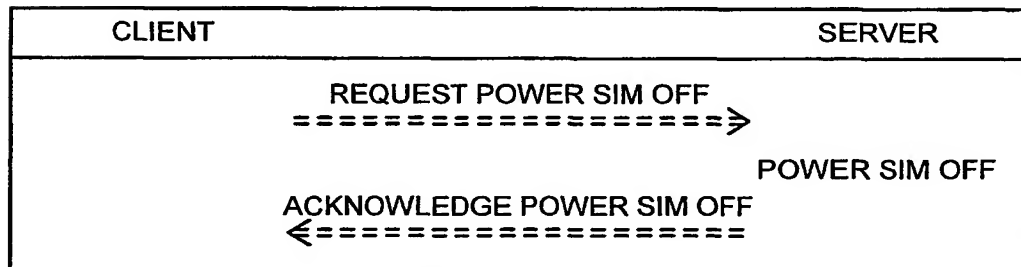 CLIENT SERVER
REQUEST POWER SIM OFF
POWER SIM OFF
ACKNOWLEDGE POWER SIM OFF